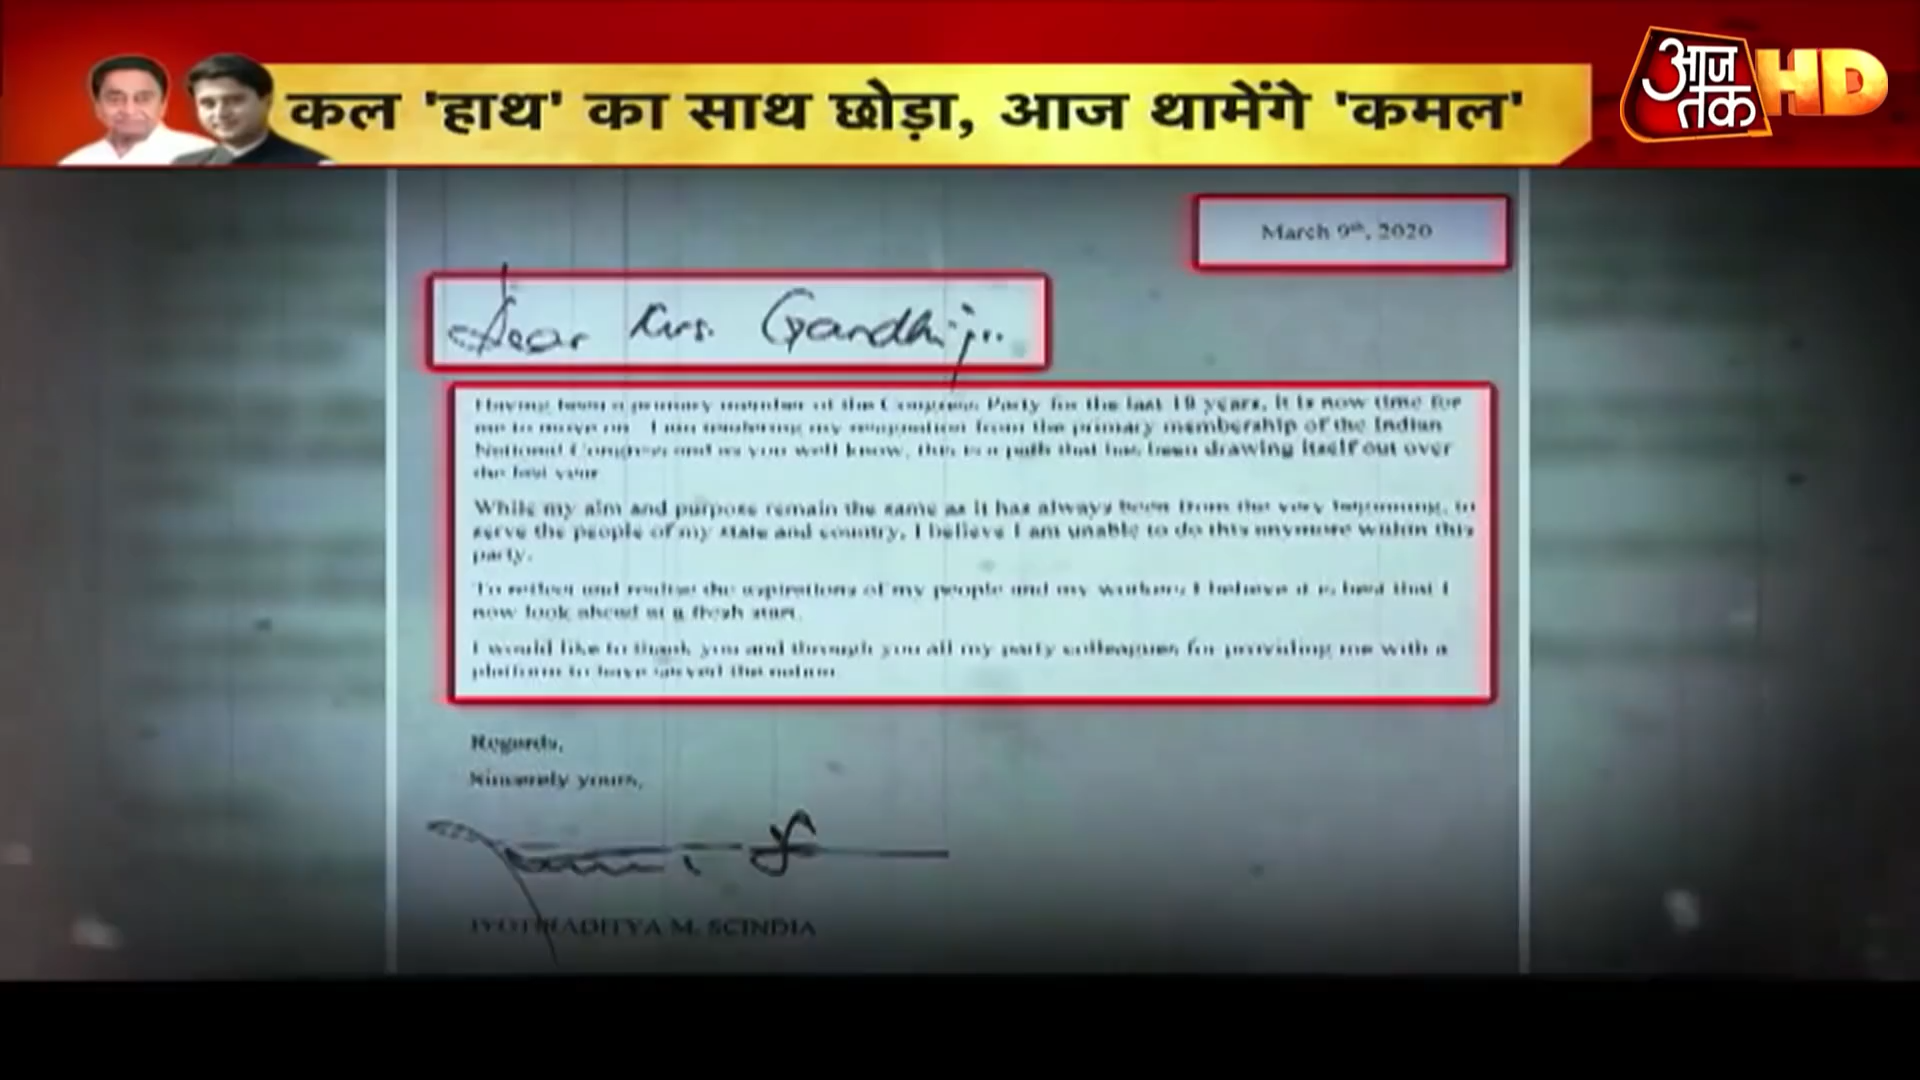 कल 'हाथ' का साथ छोड़ा, आज थामेंगे 'कमल'
आज
तक HD
March 9th, 2020
Dear Mrs. Gandhiji..
Having been a primary member of the Congress Party for the last 18 years, it is now time for
me to move on. I am tendering my resignation from the primary membership of the Indian
National Congress and as you well know, this is a path that has been drawing itself out over
the last year.
While my aim and purpose remain the same as it has always been from the very beginning, to
serve the people of my state and country, I believe I am unable to do this anymore within this
party.
To reflect and realise the aspirations of my people and my workers I believe it is best that I
now look ahead at a fresh start.
I would like to thank you and through you all my party colleagues for providing me with a
platform to have served the nation.
Regards,
Sincerely yours,
JYOTIRADITYA M. SCINDIA